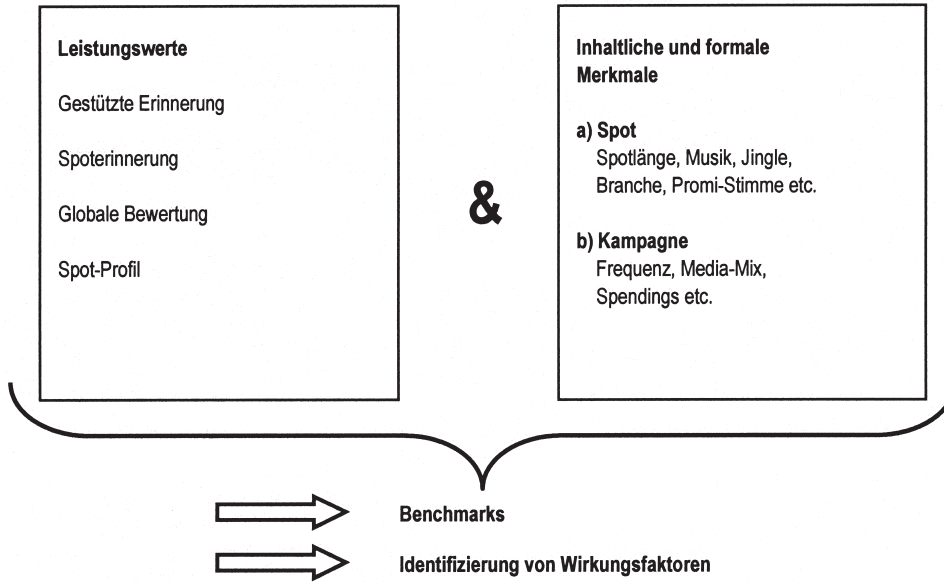 Leistungswerte
Gestützte Erinnerung
Spoterinnerung
Globale Bewertung
Spot-Profil
&
Inhaltliche und formale
Merkmale
a) Spot
Spotlänge, Musik, Jingle,
Branche, Promi-Stimme etc.
b) Kampagne
Frequenz, Media-Mix,
Spendings etc.
Benchmarks
Identifizierung von Wirkungsfaktoren